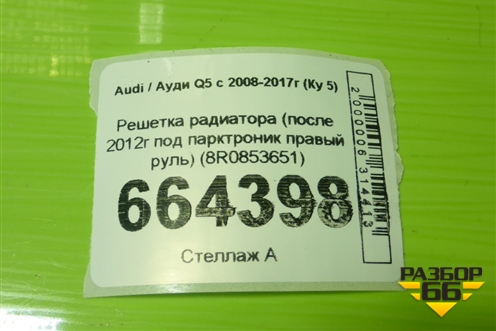 Audi / Ауди Q5 с 2008-2017г (Ку 5)
Решетка радиатора (после
2012г под парктроник правый
руль) (8R0853651)
664398
Стеллаж А
2000006314413
РАЗБОР
66